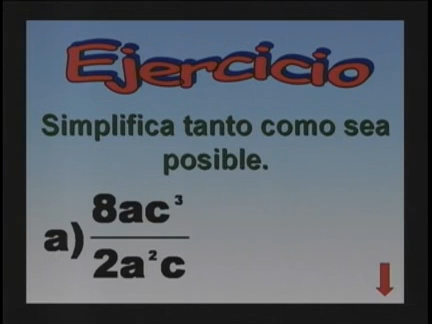 Ejercicio
Simplifica tanto como sea
posible.
a) 8ac³
2a²c